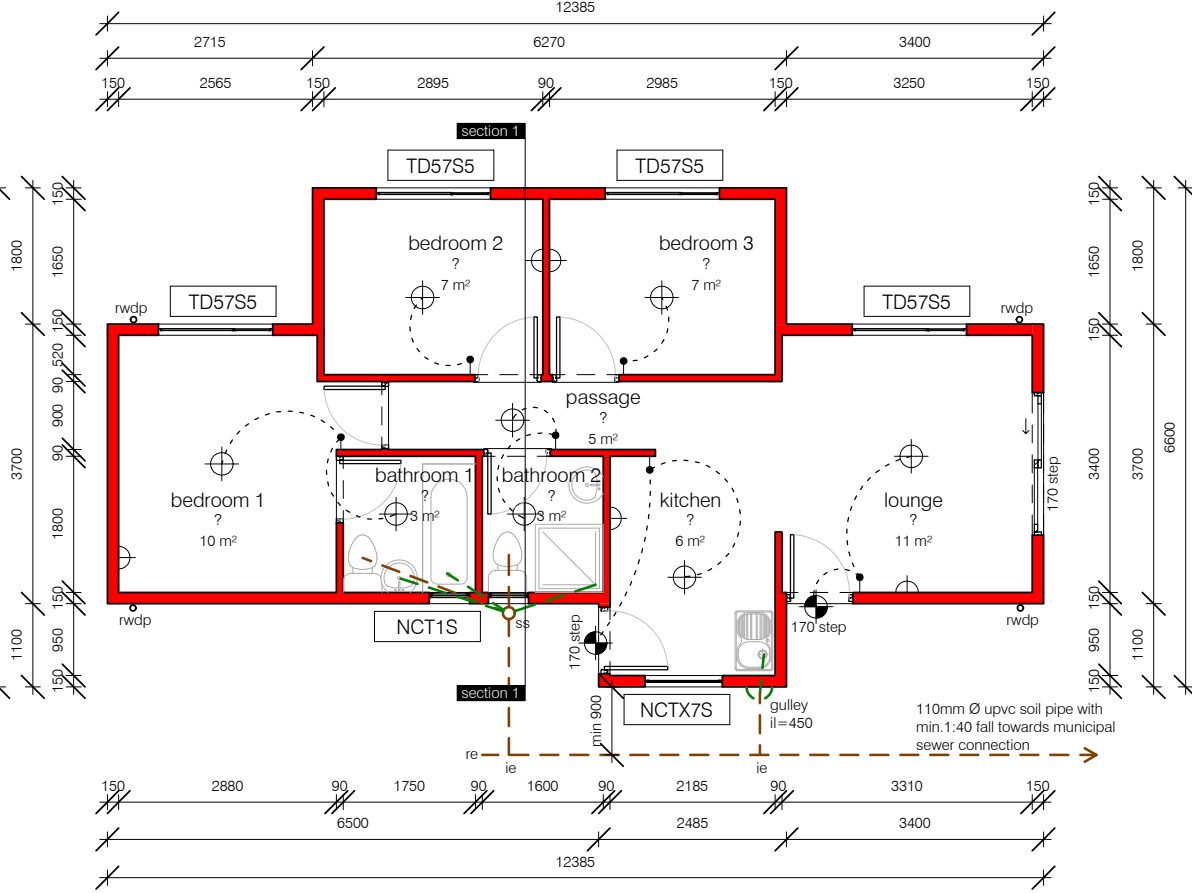 12385
2715 6270 3400
150 2565 150 2895 90 2985 150 3250 150
section 1
TD57S5 TD57S5
TD57S5 TD57S5
rwdp rwdp
bedroom 2
?
7 m²
bedroom 3
?
7 m²
passage
?
5 m²
bedroom 1
?
10 m²
bathroom 1
?
3 m²
bathroom 2
?
3 m²
kitchen
?
6 m²
lounge
?
11 m²
150
1650
150
520
90
900
90
1800
150
950
150
1800
3700
1100
150
1650
150
3400
150
950
150
1800
3700
1100
6600
170 step
170 step
170 step
rwdp rwdp
NCT1S
ss
section 1
NCTX7S
min 900
gulley
il=450
110mm Ø upvc soil pipe with
min.1:40 fall towards municipal
sewer connection
re
ie ie
150 2880 90 1750 90 1600 90 2185 90 3310 150
6500 2485 3400
12385